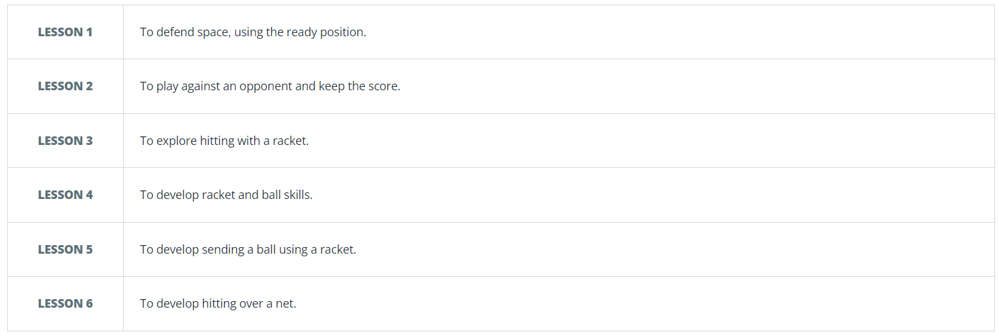 LESSON 1 To defend space, using the ready position.
LESSON 2 To play against an opponent and keep the score.
LESSON 3 To explore hitting with a racket.
LESSON 4 To develop racket and ball skills.
LESSON 5 To develop sending a ball using a racket.
LESSON 6 To develop hitting over a net.